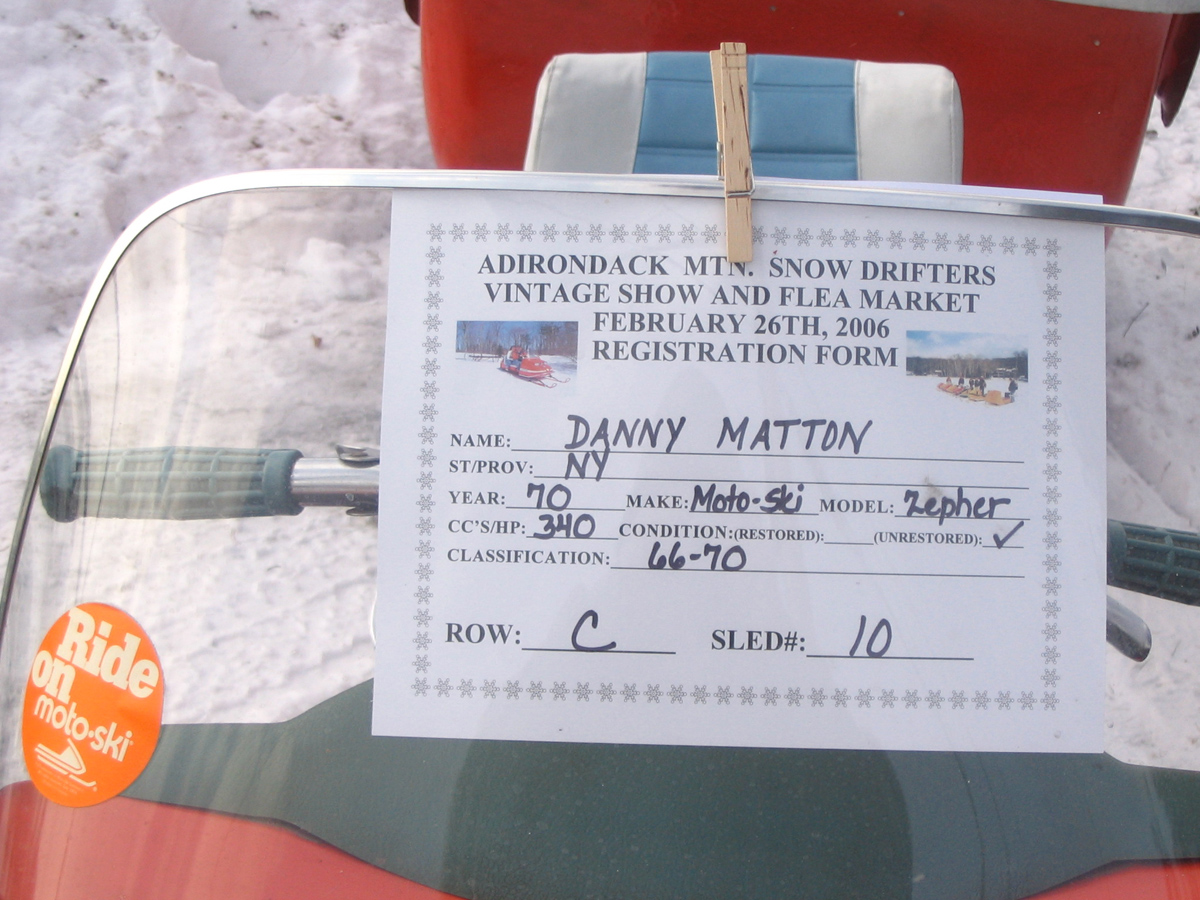 ADIRONDACK MTN. SNOW DRIFTERS
VINTAGE SHOW AND FLEA MARKET
FEBRUARY 26TH, 2006
REGISTRATION FORM
NAME: DANNY MATTON
ST/PROV: NY
YEAR: 70 MAKE: Moto-Ski MODEL: Zepher
CC'S/HP: 340 CONDITION:(RESTORED):____(UNRESTORED): ✓
CLASSIFICATION: 66-70
ROW: C SLED#: 10
Ride
on
moto·ski